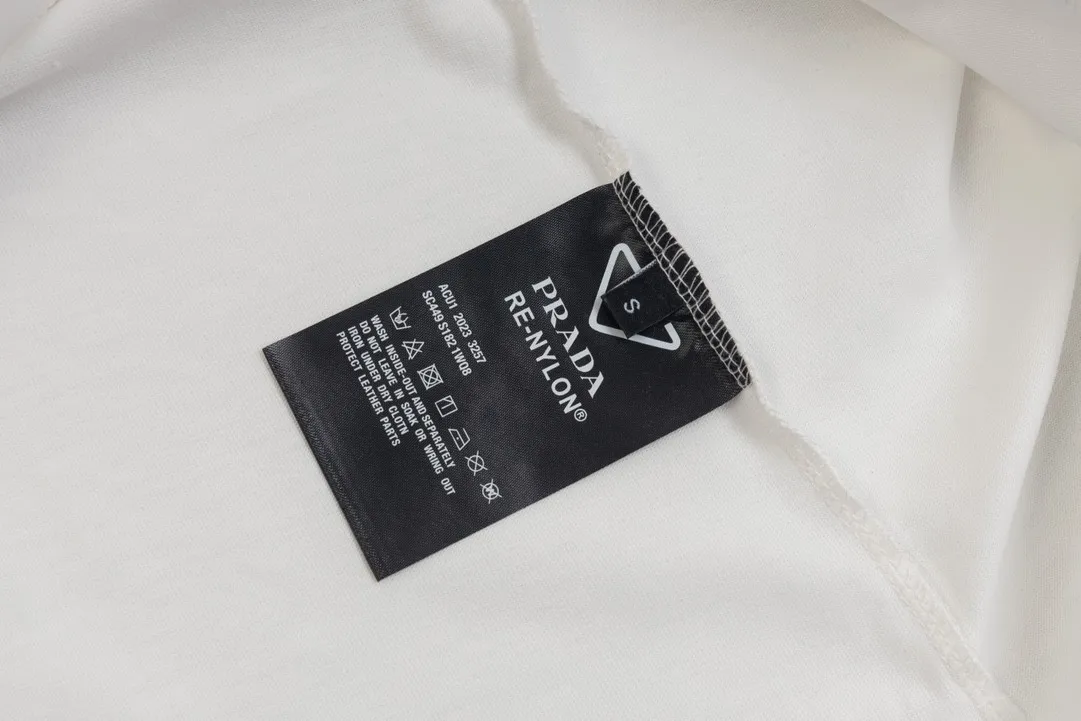 S
PRADA
RE-NYLON®
ACU1 2023 3257
SC449 S182 1W08
WASH INSIDE-OUT AND SEPARATELY
DO NOT LEAVE IN SOAK OR WRING OUT
IRON UNDER DRY CLOTH
PROTECT LEATHER PARTS